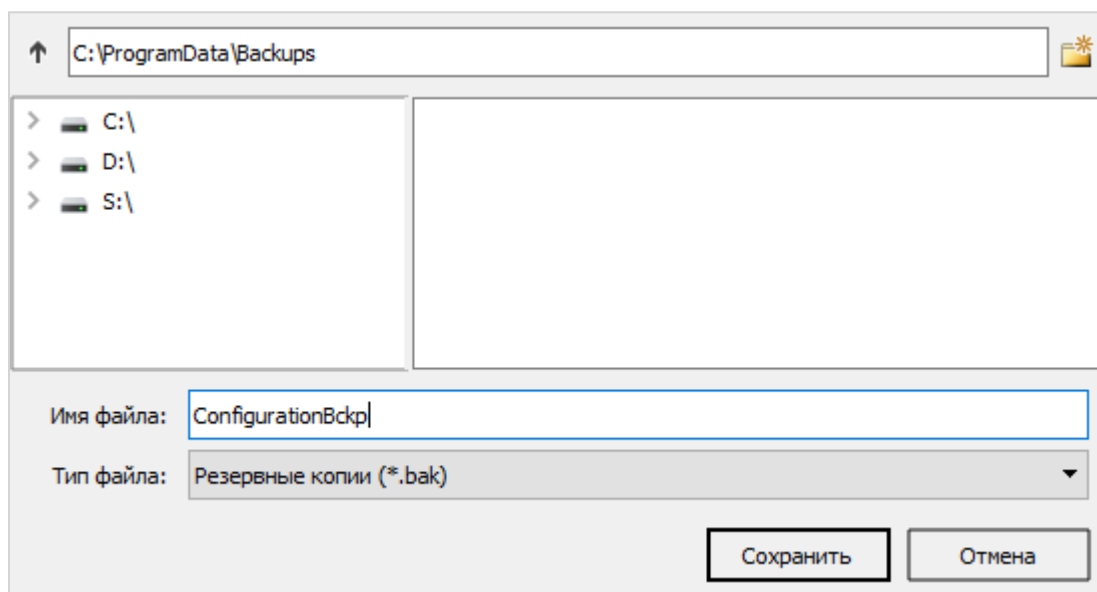 C:\ProgramData\Backups
C:\
D:\
S:\
Имя файла: ConfigurationBckp
Тип файла: Резервные копии (*.bak)
Сохранить Отмена